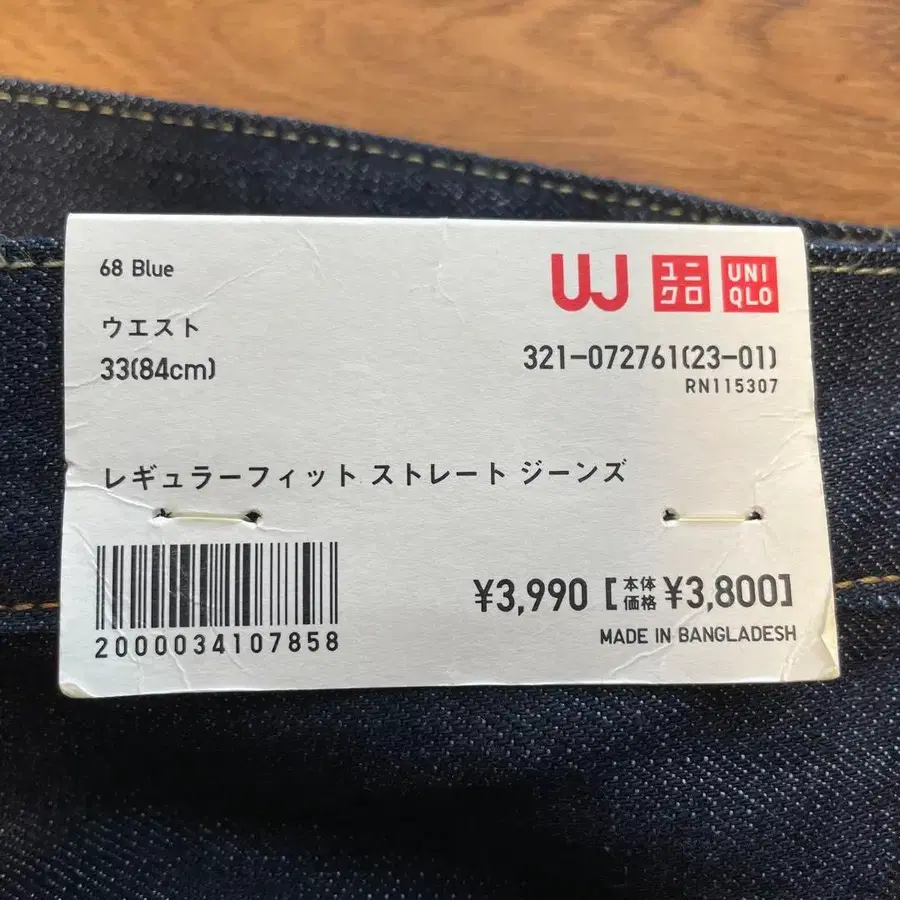 68 Blue
ウエスト
33(84cm)
UJ
ユニ
クロ
UNI
QLO
321-072761(23-01)
RN115307
レギュラーフィット ストレート ジーンズ
2000034107858
¥3,990 [本体価格 ¥3,800]
MADE IN BANGLADESH